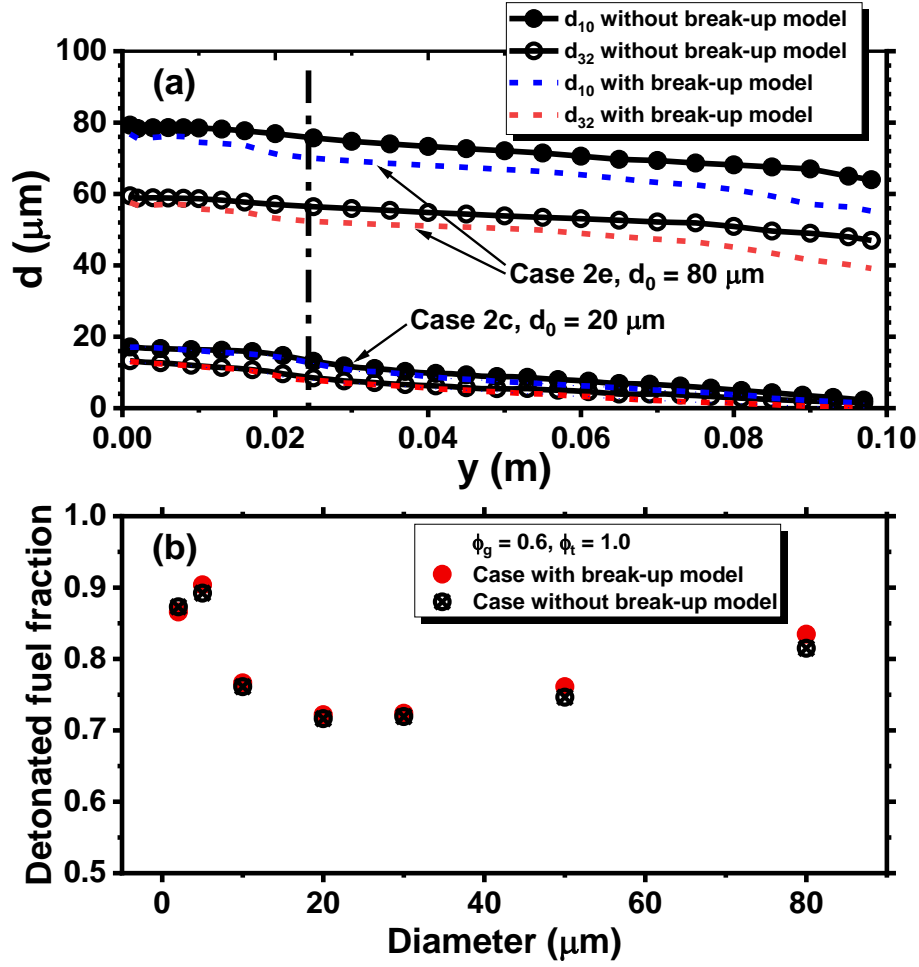 d₁₀ without break-up model
d₃₂ without break-up model
d₁₀ with break-up model
d₃₂ with break-up model
(a)
100
80
60
40
20
0
d (μm)
Case 2e, d₀ = 80 μm
Case 2c, d₀ = 20 μm
0.00 0.02 0.04 0.06 0.08 0.10
y (m)
(b)
ϕg = 0.6, ϕt = 1.0
Case with break-up model
Case without break-up model
1.0
0.9
0.8
0.7
0.6
0.5
Detonated fuel fraction
0 20 40 60 80
Diameter (μm)